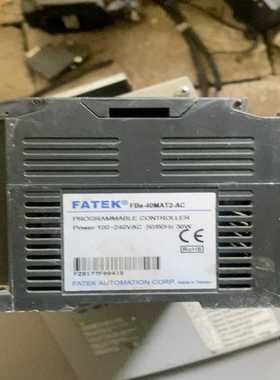 FATEK® FBs-40MAT2-AC
PROGRAMMABLE CONTROLLER
Power:100-240VAC 50/60Hz 30W
CE
RoHS
FATEK AUTOMATION CORP.